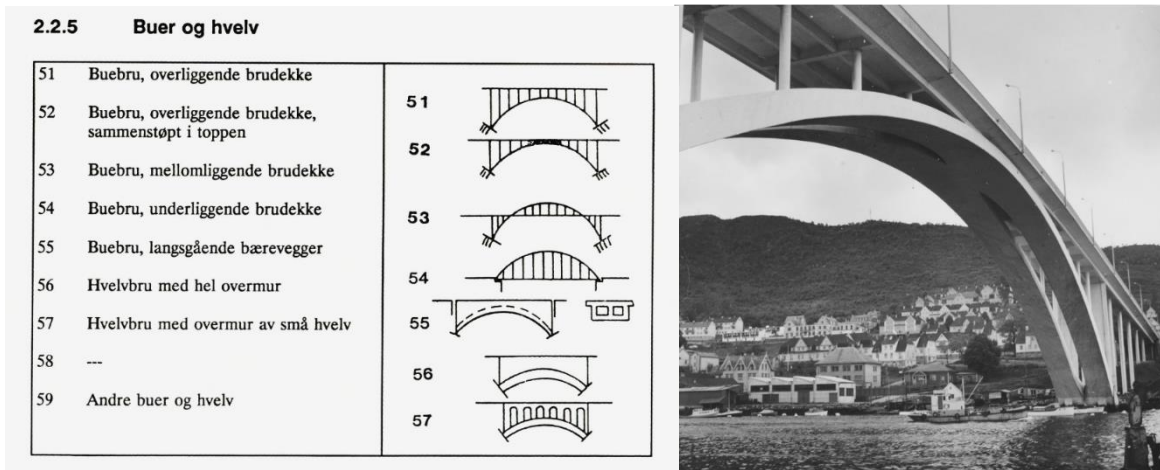 2.2.5 Buer og hvelv
51 Buebru, overliggende brudekke
52 Buebru, overliggende brudekke,
sammenstøpt i toppen
53 Buebru, mellomliggende brudekke
54 Buebru, underliggende brudekke
55 Buebru, langsgående bærevegger
56 Hvelvbru med hel overmur
57 Hvelvbru med overmur av små hvelv
58 ---
59 Andre buer og hvelv
51
52
53
54
55
56
57